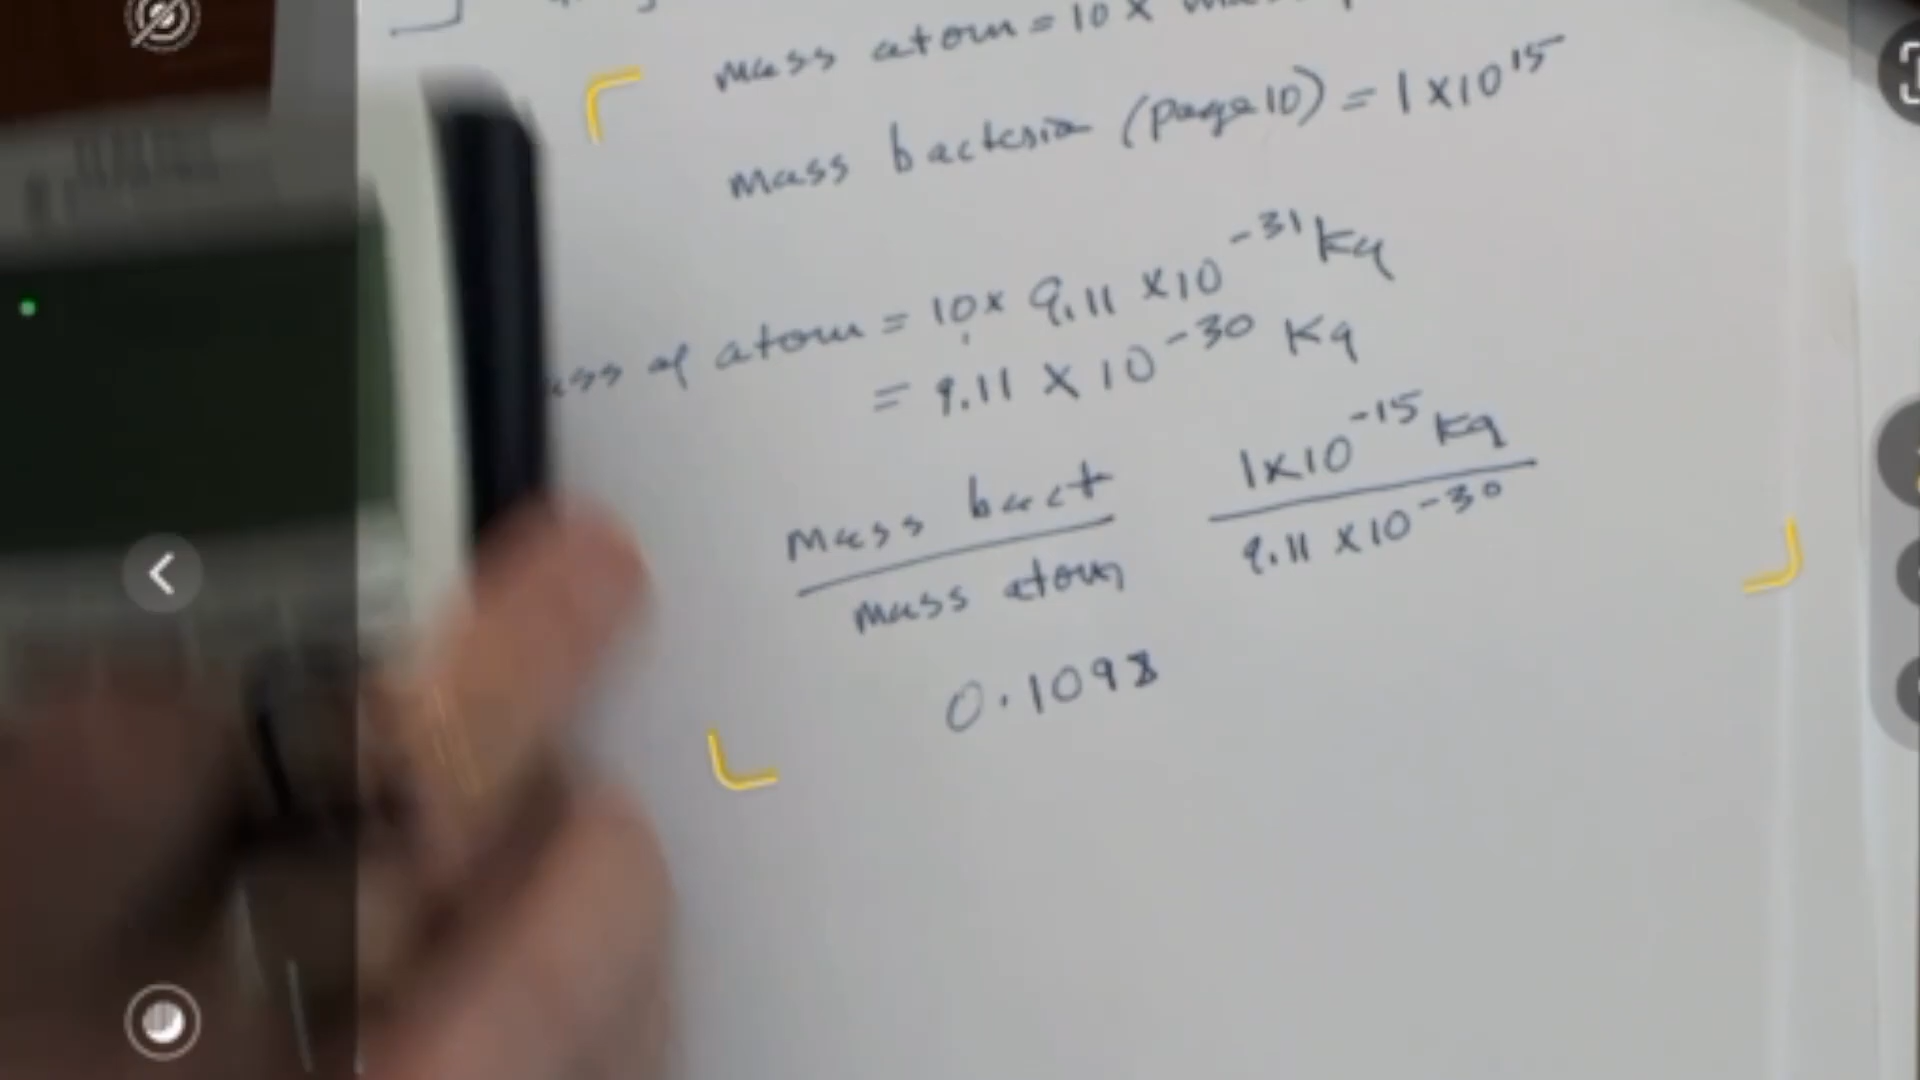 mass atom = 10 x
mass bacteria (page 10) = 1 x 10^15
of atom = 10 x 9.11 x 10^-31 kg
= 9.11 x 10^-30 kg
mass bact / mass atom 1x10^-15 kg / 9.11 x 10^-30
0.1098